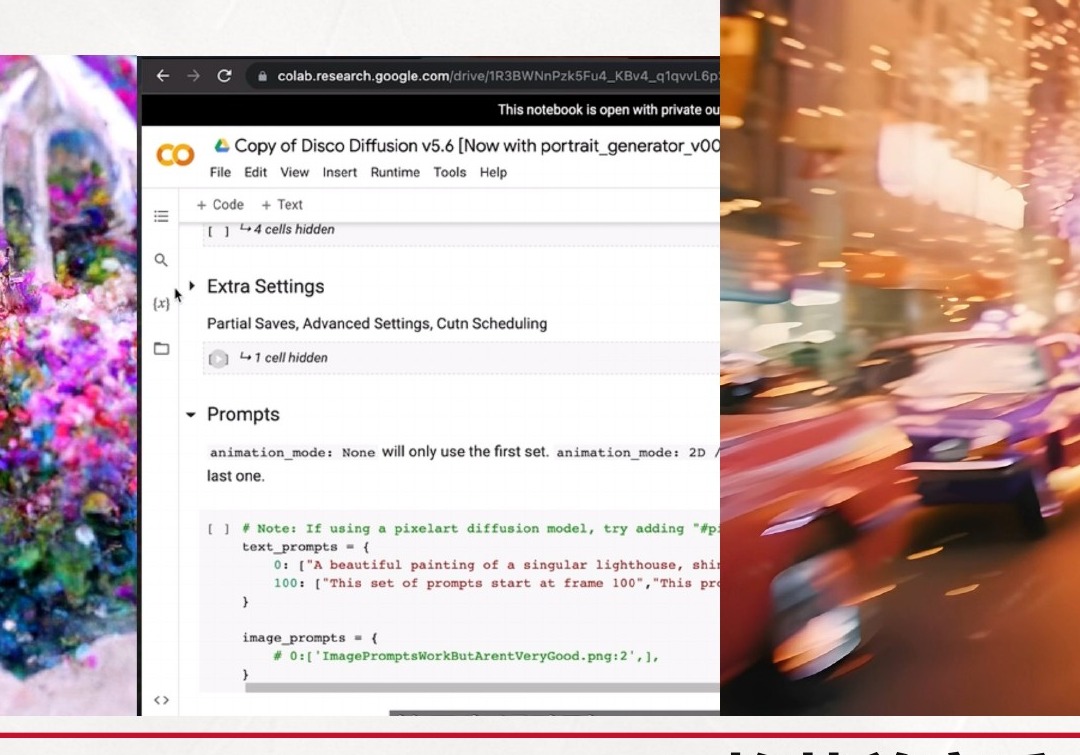 colab.research.google.com/drive/1R3BWNnPzk5Fu4_KBv4_q1qvvL6p
This notebook is open with private ou
CO
Copy of Disco Diffusion v5.6 [Now with portrait_generator_v00
File Edit View Insert Runtime Tools Help
+ Code + Text
[ ] ↳ 4 cells hidden
Extra Settings
{x}
Partial Saves, Advanced Settings, Cutn Scheduling
[ ] ↳ 1 cell hidden
Prompts
animation_mode: None will only use the first set. animation_mode: 2D /
last one.
[ ] # Note: If using a pixelart diffusion model, try adding "#pi
text_prompts = {
0: ["A beautiful painting of a singular lighthouse, shin
100: ["This set of prompts start at frame 100","This pro
}
image_prompts = {
# 0:['ImagePromptsWorkButArentVeryGood.png:2',],
}
<>